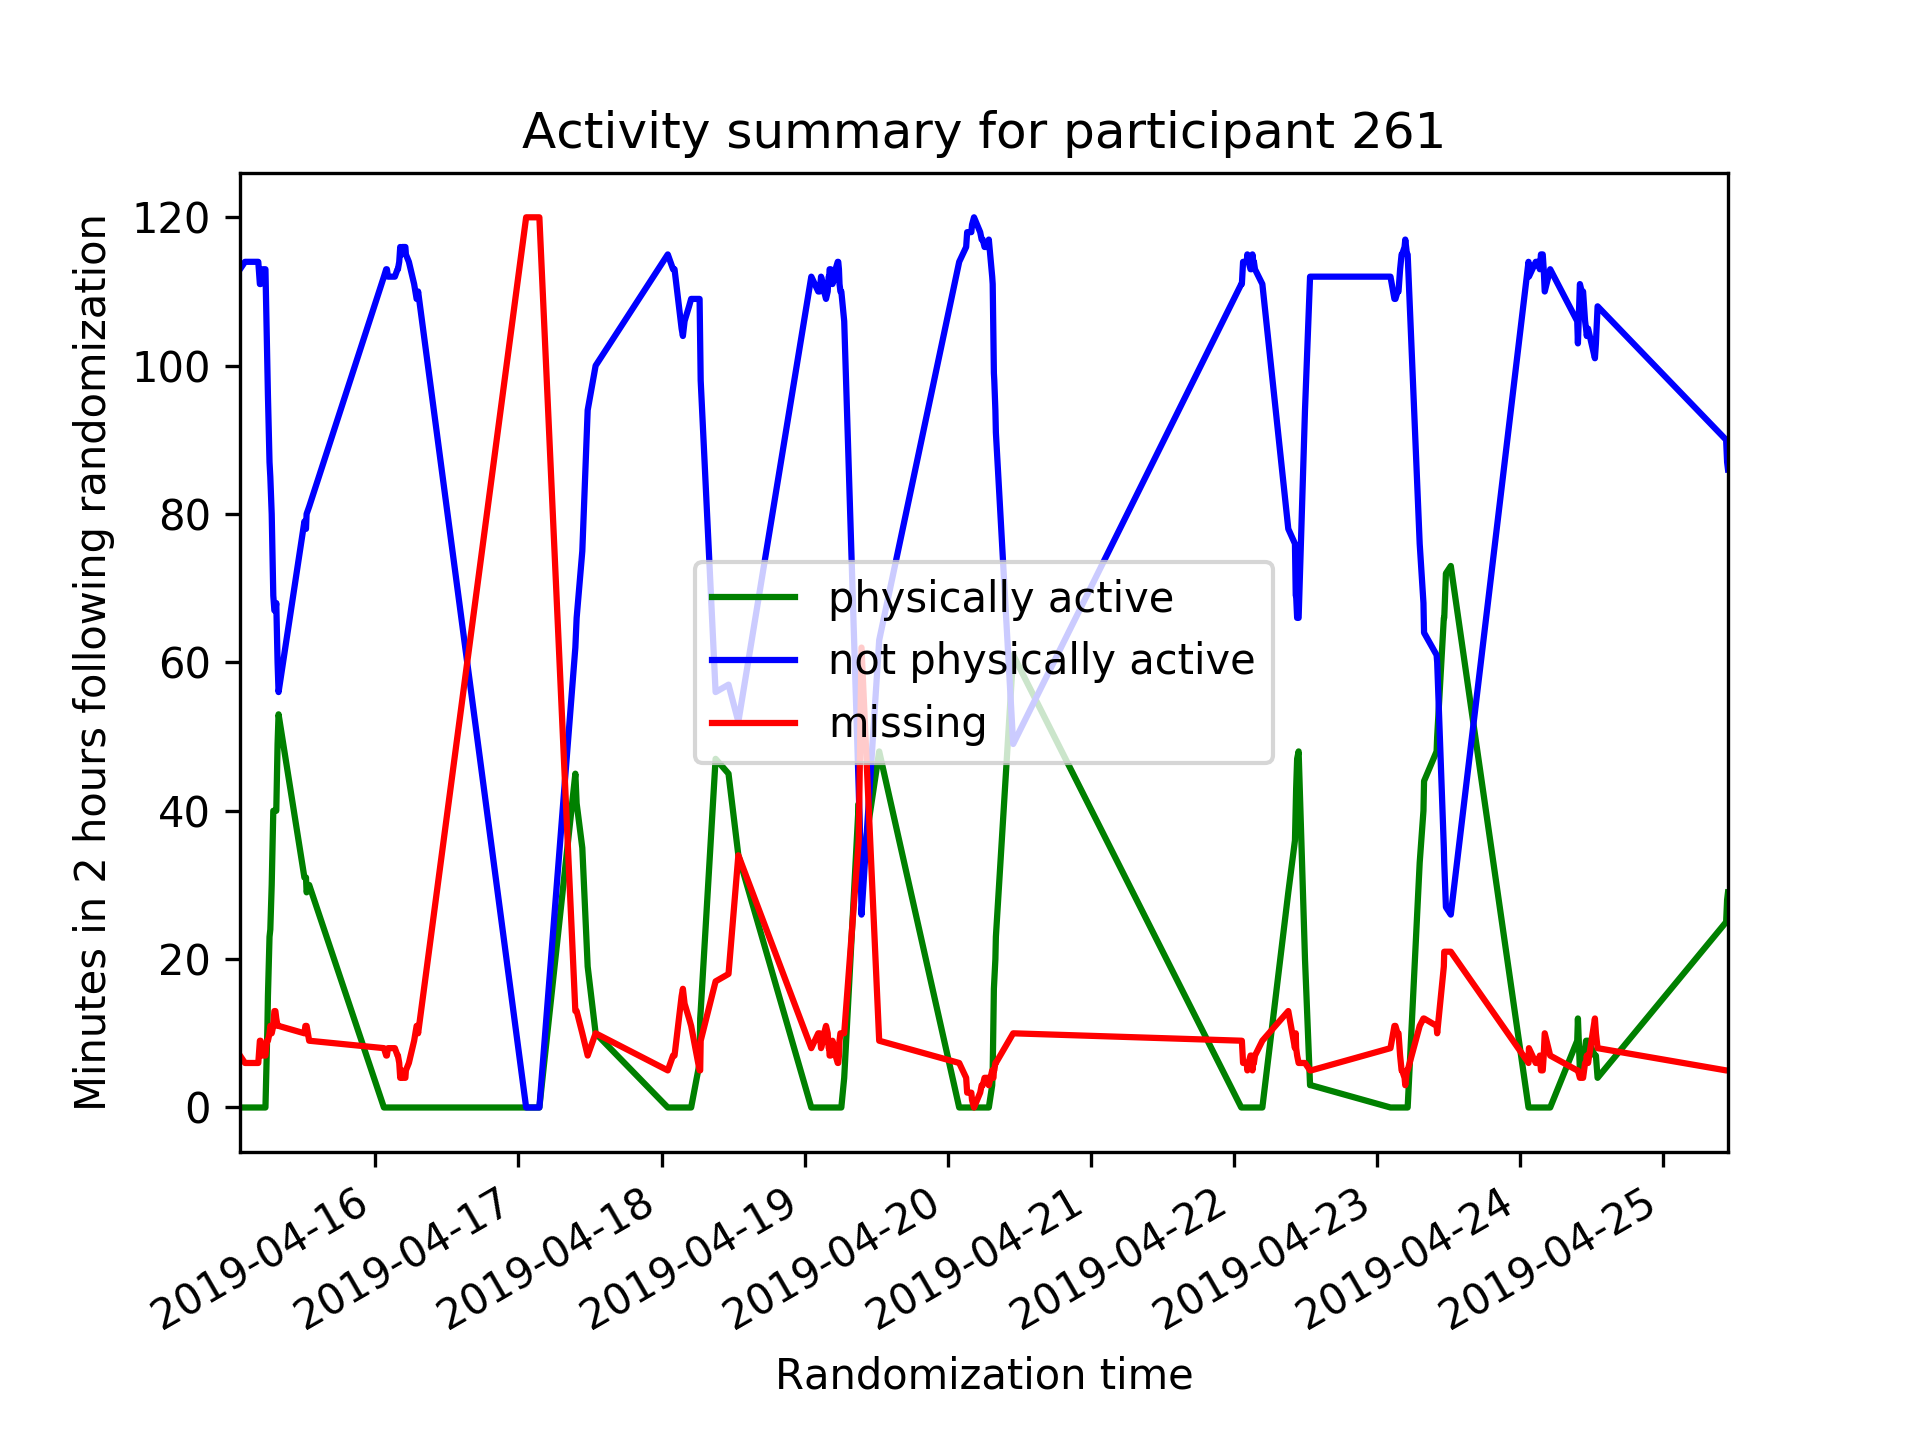 Activity summary for participant 261
Minutes in 2 hours following randomization
120
100
80
60
40
20
0
physically active
not physically active
missing
2019-04-16
2019-04-17
2019-04-18
2019-04-19
2019-04-20
2019-04-21
2019-04-22
2019-04-23
2019-04-24
2019-04-25
Randomization time